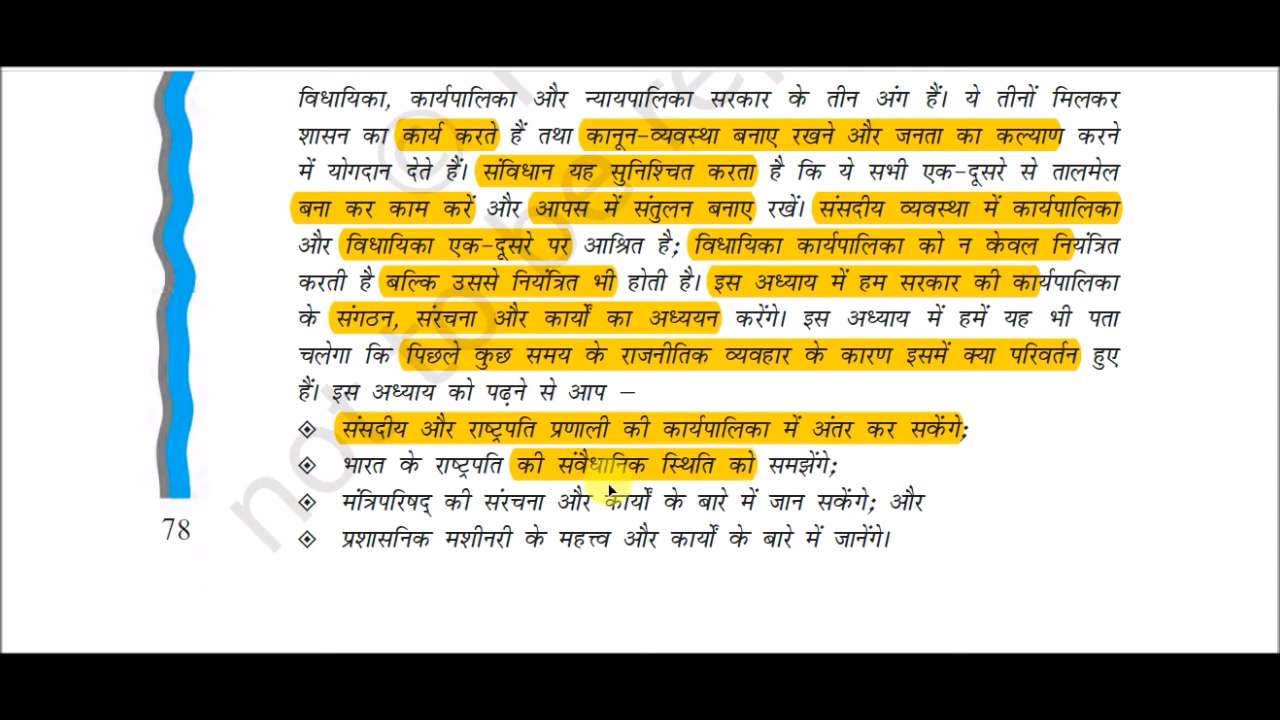 विधायिका, कार्यपालिका और न्यायपालिका सरकार के तीन अंग हैं। ये तीनों मिलकर
शासन का कार्य करते हैं तथा कानून-व्यवस्था बनाए रखने और जनता का कल्याण करने
में योगदान देते हैं। संविधान यह सुनिश्चित करता है कि ये सभी एक-दूसरे से तालमेल
बना कर काम करें और आपस में संतुलन बनाए रखें। संसदीय व्यवस्था में कार्यपालिका
और विधायिका एक-दूसरे पर आश्रित है; विधायिका कार्यपालिका को न केवल नियंत्रित
करती है बल्कि उससे नियंत्रित भी होती है। इस अध्याय में हम सरकार की कार्यपालिका
के संगठन, संरचना और कार्यों का अध्ययन करेंगे। इस अध्याय में हमें यह भी पता
चलेगा कि पिछले कुछ समय के राजनीतिक व्यवहार के कारण इसमें क्या परिवर्तन हुए
हैं। इस अध्याय को पढ़ने से आप –
संसदीय और राष्ट्रपति प्रणाली की कार्यपालिका में अंतर कर सकेंगे;
भारत के राष्ट्रपति की संवैधानिक स्थिति को समझेंगे;
मंत्रिपरिषद् की संरचना और कार्यों के बारे में जान सकेंगे; और
प्रशासनिक मशीनरी के महत्त्व और कार्यों के बारे में जानेंगे।
78
not to be re